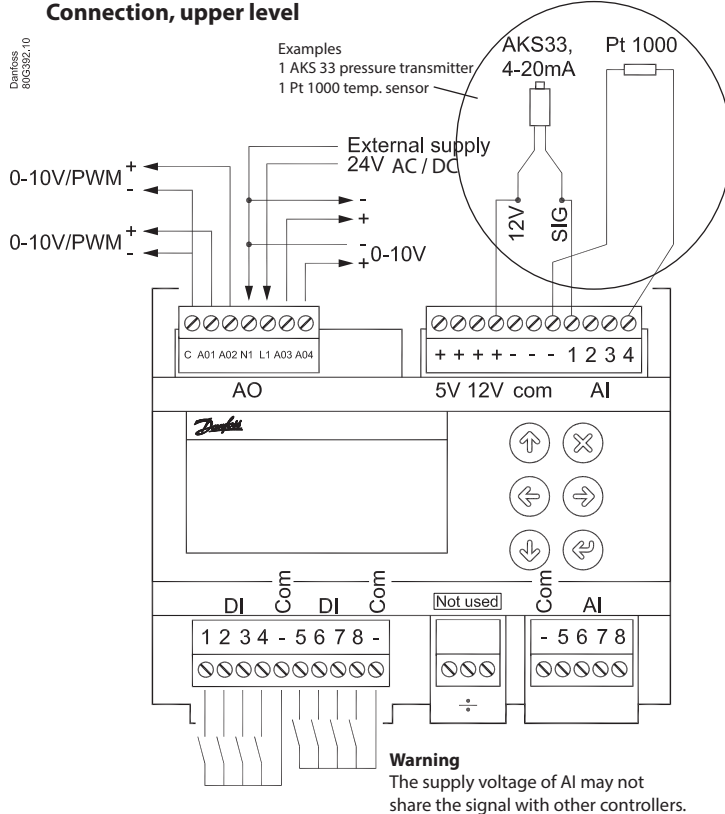 Connection, upper level
Danfoss
80G392.10
Examples
1 AKS 33 pressure transmitter
1 Pt 1000 temp. sensor
AKS33,
4-20mA
Pt 1000
External supply
24V AC / DC
0-10V/PWM + -
0-10V/PWM + -
-
+
-
+ 0-10V
12V
SIG
C A01 A02 N1 L1 A03 A04
+ + + + - - - 1 2 3 4
AO
5V 12V com AI
Danfoss
DI Com DI Com
Not used
Com AI
1 2 3 4 - 5 6 7 8 -
- 5 6 7 8
÷
Warning
The supply voltage of AI may not
share the signal with other controllers.